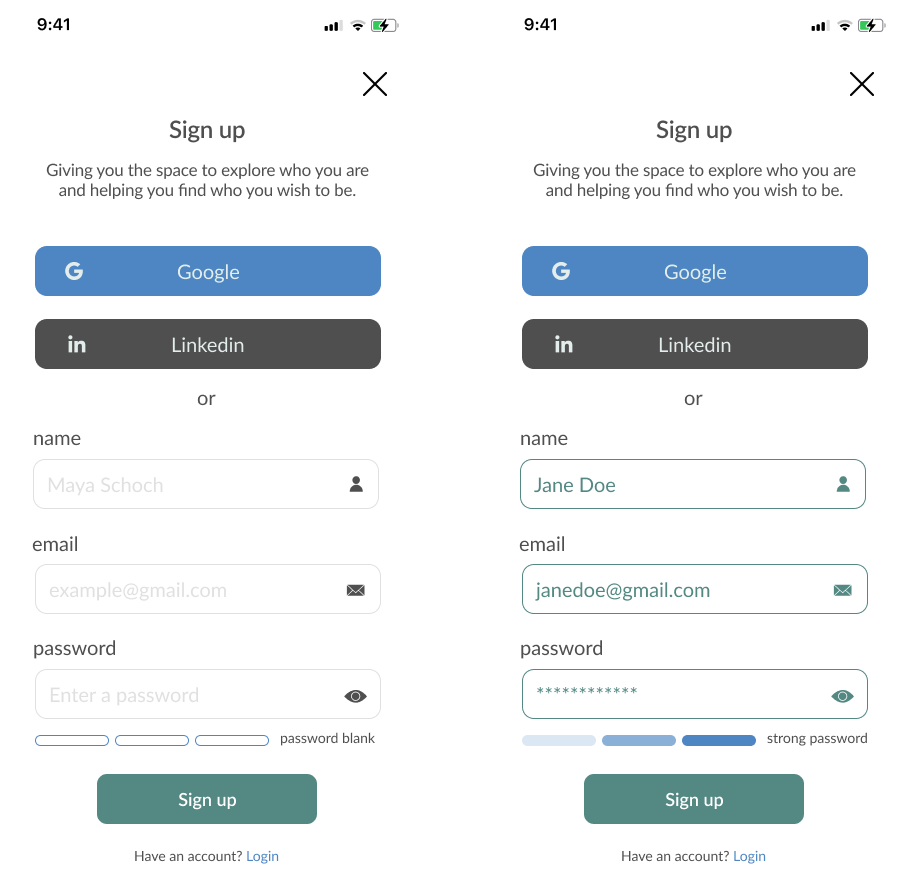 9:41
Sign up
Giving you the space to explore who you are
and helping you find who you wish to be.
G Google
in Linkedin
or
name
Maya Schoch
email
example@gmail.com
password
Enter a password
password blank
Sign up
Have an account? Login
9:41
Sign up
Giving you the space to explore who you are
and helping you find who you wish to be.
G Google
in Linkedin
or
name
Jane Doe
email
janedoe@gmail.com
password
************
strong password
Sign up
Have an account? Login